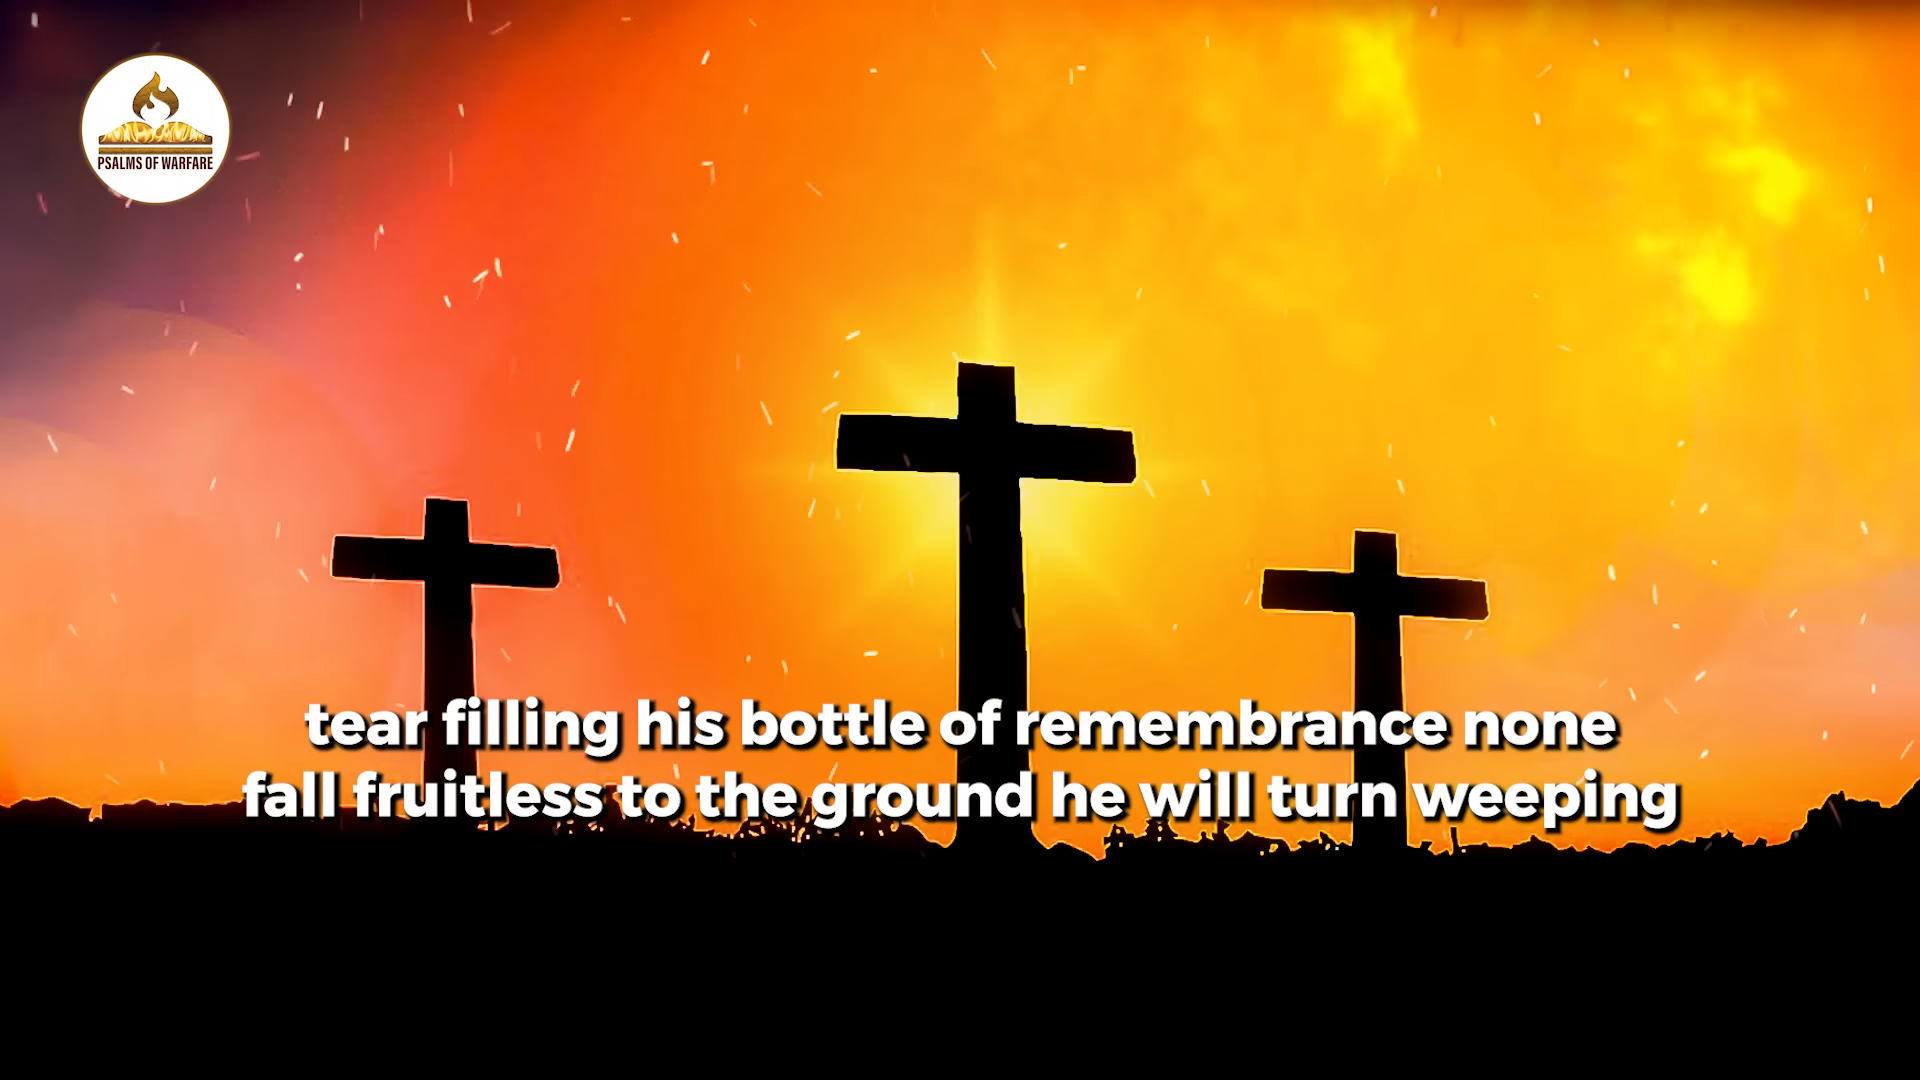 PSALMS OF WARFARE
tear filling his bottle of remembrance none
fall fruitless to the ground he will turn weeping